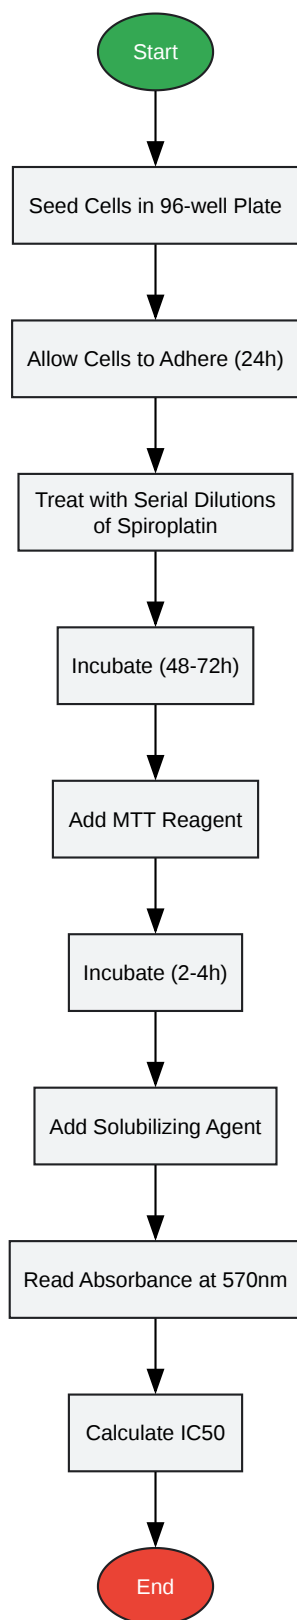 Start
Seed Cells in 96-well Plate
Allow Cells to Adhere (24h)
Treat with Serial Dilutions
of Spiroplatin
Incubate (48-72h)
Add MTT Reagent
Incubate (2-4h)
Add Solubilizing Agent
Read Absorbance at 570nm
Calculate IC50
End